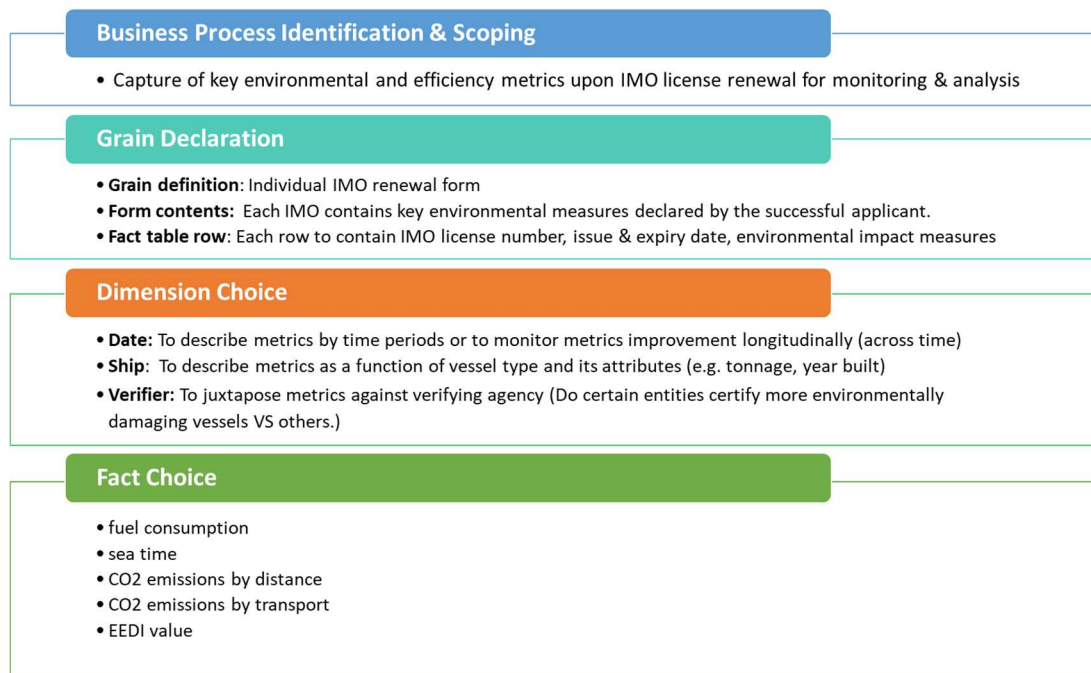 Business Process Identification & Scoping
• Capture of key environmental and efficiency metrics upon IMO license renewal for monitoring & analysis
Grain Declaration
• Grain definition: Individual IMO renewal form
• Form contents: Each IMO contains key environmental measures declared by the successful applicant.
• Fact table row: Each row to contain IMO license number, issue & expiry date, environmental impact measures
Dimension Choice
• Date: To describe metrics by time periods or to monitor metrics improvement longitudinally (across time)
• Ship: To describe metrics as a function of vessel type and its attributes (e.g. tonnage, year built)
• Verifier: To juxtapose metrics against verifying agency (Do certain entities certify more environmentally
damaging vessels VS others.)
Fact Choice
• fuel consumption
• sea time
• CO2 emissions by distance
• CO2 emissions by transport
• EEDI value